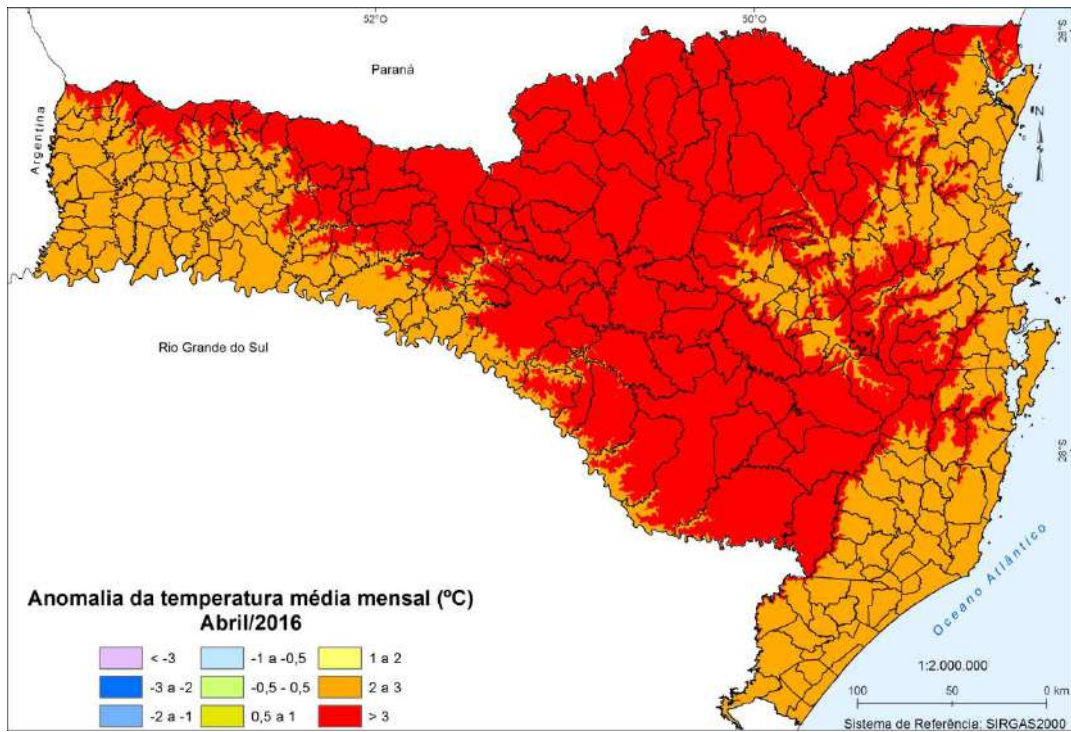 52°O
50°O
26°S
Paraná
Argentina
N
Rio Grande do Sul
28°S
Oceano Atlântico
Anomalia da temperatura média mensal (ºC)
Abril/2016
< -3
-1 a -0,5
1 a 2
-3 a -2
-0,5 - 0,5
2 a 3
-2 a -1
0,5 a 1
> 3
1:2.000.000
100 50 0 km
Sistema de Referência: SIRGAS2000